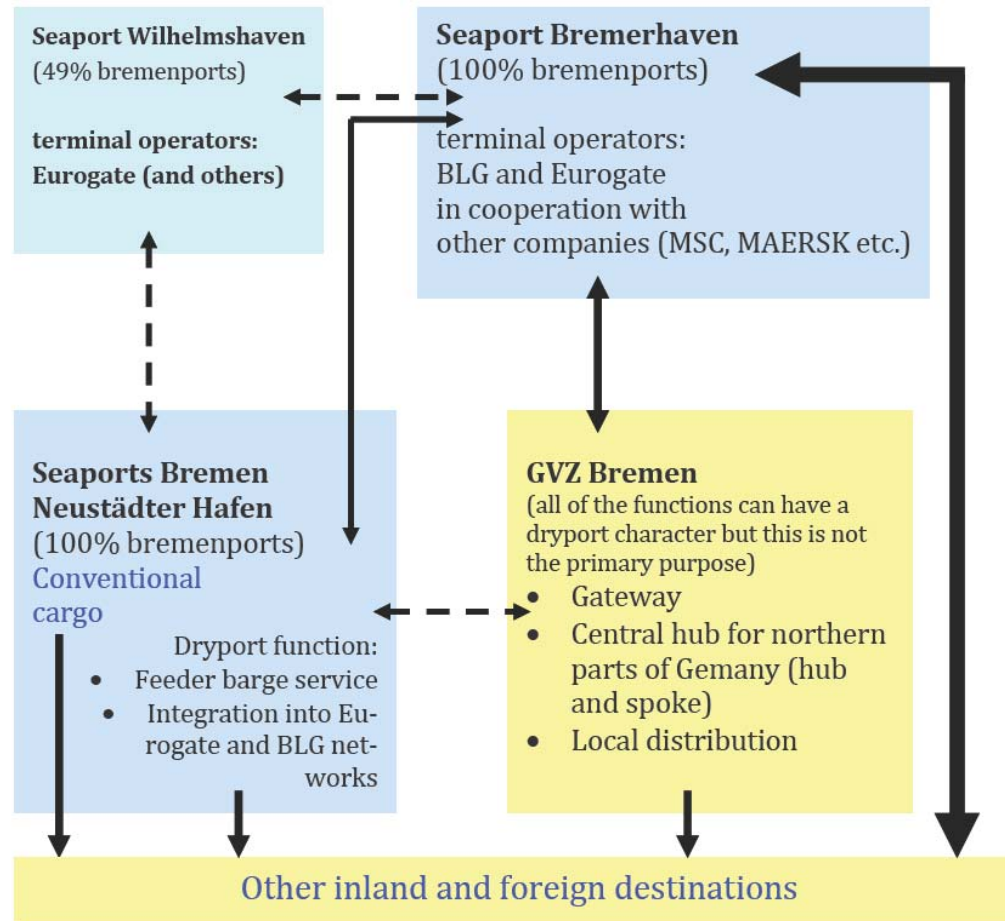 Seaport Wilhelmshaven
(49% bremenports)
terminal operators:
Eurogate (and others)
Seaport Bremerhaven
(100% bremenports)
terminal operators:
BLG and Eurogate
in cooperation with
other companies (MSC, MAERSK etc.)
Seaports Bremen
Neustädter Hafen
(100% bremenports)
Conventional
cargo
Dryport function:
• Feeder barge service
• Integration into Eu-
rogate and BLG net-
works
GVZ Bremen
(all of the functions can have a
dryport character but this is not
the primary purpose)
• Gateway
• Central hub for northern
parts of Gemany (hub
and spoke)
• Local distribution
Other inland and foreign destinations